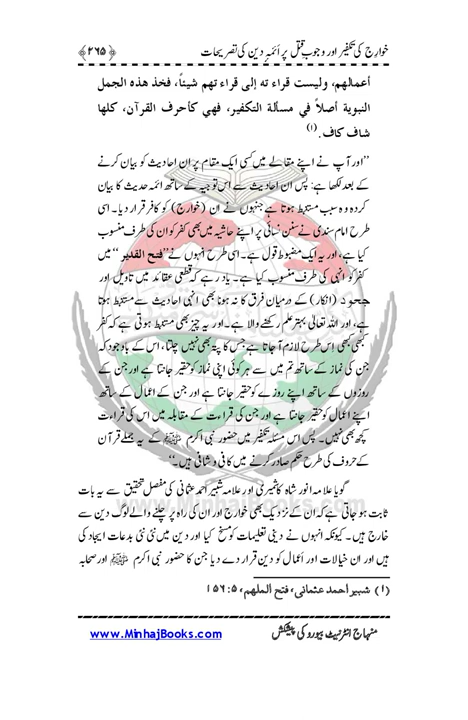 خوارج کی تکفیر اور وجوبِ قتل پر اَئمہِ دین کی تصریحات ﴿۲۶۵﴾
أعمالهم، وليست قراء ته إلى قراء تهم شيئاً، فخذ هذه الجمل
النبوية أصلاً في مسألة التكفير، فهي كأحرف القرآن، كلها
شاف كاف.(۱)
’’اور آپ نے اپنے مقالے میں کسی ایک مقام پر ان احادیث کو بیان کرنے
کے بعد لکھا ہے: پس ان احادیث سے اس توجیہ کے ساتھ ائمہ حدیث کا بیان
کردہ وہ سبب مستنبط ہوتا ہے جنہوں نے ان (خوارج) کو کافر قرار دیا۔ اسی
طرح امام سندی نے سنن نسائی پر اپنے حاشیہ میں بھی کفر کو ان کی طرف منسوب
کیا ہے، اور یہ ایک مضبوط قول ہے۔ اسی طرح انہوں نے ’’فتح القدیر‘‘ میں
کفر کو انہی کی طرف منسوب کیا ہے۔ یاد رہے کہ قطعی عقائد میں تاویل اور
جحود (انکار) کے درمیان فرق کا نہ ہونا بھی انہی احادیث سے مستنبط ہوتا
ہے، اور اللہ تعالیٰ بہتر علم رکھنے والا ہے۔ اور یہ چیز بھی مستنبط ہوتی ہے کہ کفر
کبھی کبھی اس طرح لازم آ جاتا ہے جس کا پتہ بھی نہیں چلتا، اس کے باوجود کہ
جن کی نماز کے ساتھ تم میں سے ہر کوئی اپنی نماز کو حقیر جانتا ہے اور جن کے
روزوں کے ساتھ اپنے روزے کو حقیر جانتا ہے اور جن کے اعمال کے ساتھ
اپنے اعمال کو حقیر جانتا ہے اور جن کی قراءت کے مقابلہ میں اس کی قراءت
کچھ بھی نہیں۔ پس اس مسئلہ تکفیر میں حضور نبی اکرم ﷺ کے یہ جملے قرآن
کے حروف کی طرح حکم صادر کرنے میں کافی و شافی ہیں۔‘‘
گویا علامہ انور شاہ کاشمیری اور علامہ شبیر احمد عثمانی کی مفصل تحقیق سے یہ بات
ثابت ہو جاتی ہے کہ ان کے نزدیک بھی خوارج اور ان کی راہ پر چلنے والے لوگ دین سے
خارج ہیں۔ کیونکہ انہوں نے دینی تعلیمات کو مسخ کیا اور دین میں نئی نئی بدعات ایجاد کی
ہیں اور ان خیالات اور اَعمال کو دین قرار دے دیا جن کا حضور نبی اکرم ﷺ اور صحابہ
(۱) شبیر احمد عثمانی، فتح الملهم، ۵: ۱۵۶
منہاج انٹرنیٹ بیورو کی پیشکش www.MinhajBooks.com